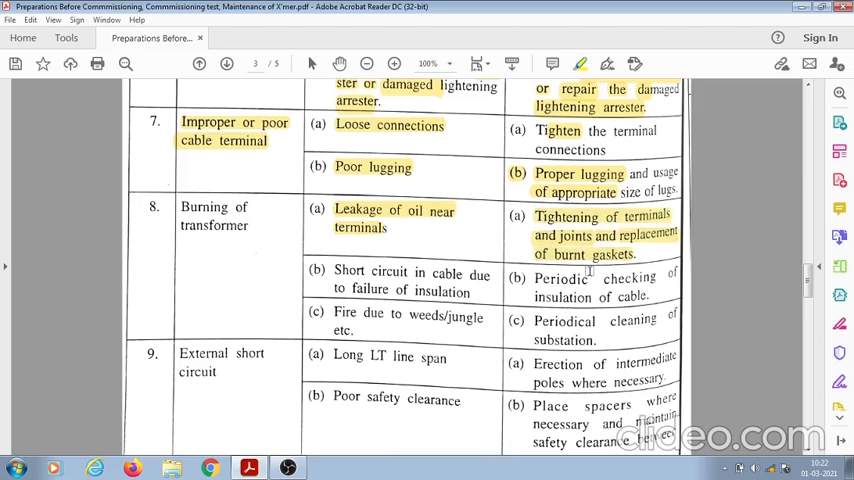 Preparations Before Commmissioning, Commmissioning test, Maintenance of X'mer.pdf - Adobe Acrobat Reader DC (32-bit)
File Edit View Sign Window Help
Home Tools Preparations Before... × Sign In
3 / 5 100%
ster or damaged lightening
arrester.
or repair the damaged
lightening arrester.
7. Improper or poor
cable terminal
(a) Loose connections
(a) Tighten the terminal
connections
(b) Poor lugging
(b) Proper lugging and usage
of appropriate size of lugs.
8. Burning of
transformer
(a) Leakage of oil near
terminals
(a) Tightening of terminals
and joints and replacement
of burnt gaskets.
(b) Short circuit in cable due
to failure of insulation
(b) Periodic checking of
insulation of cable.
(c) Fire due to weeds/jungle
etc.
(c) Periodical cleaning of
substation.
9. External short
circuit
(a) Long LT line span
(a) Erection of intermediate
poles where necessary.
(b) Poor safety clearance
(b) Place spacers where
necessary and maintain
safety clearance between
clideo.com
10:22
01-03-2021